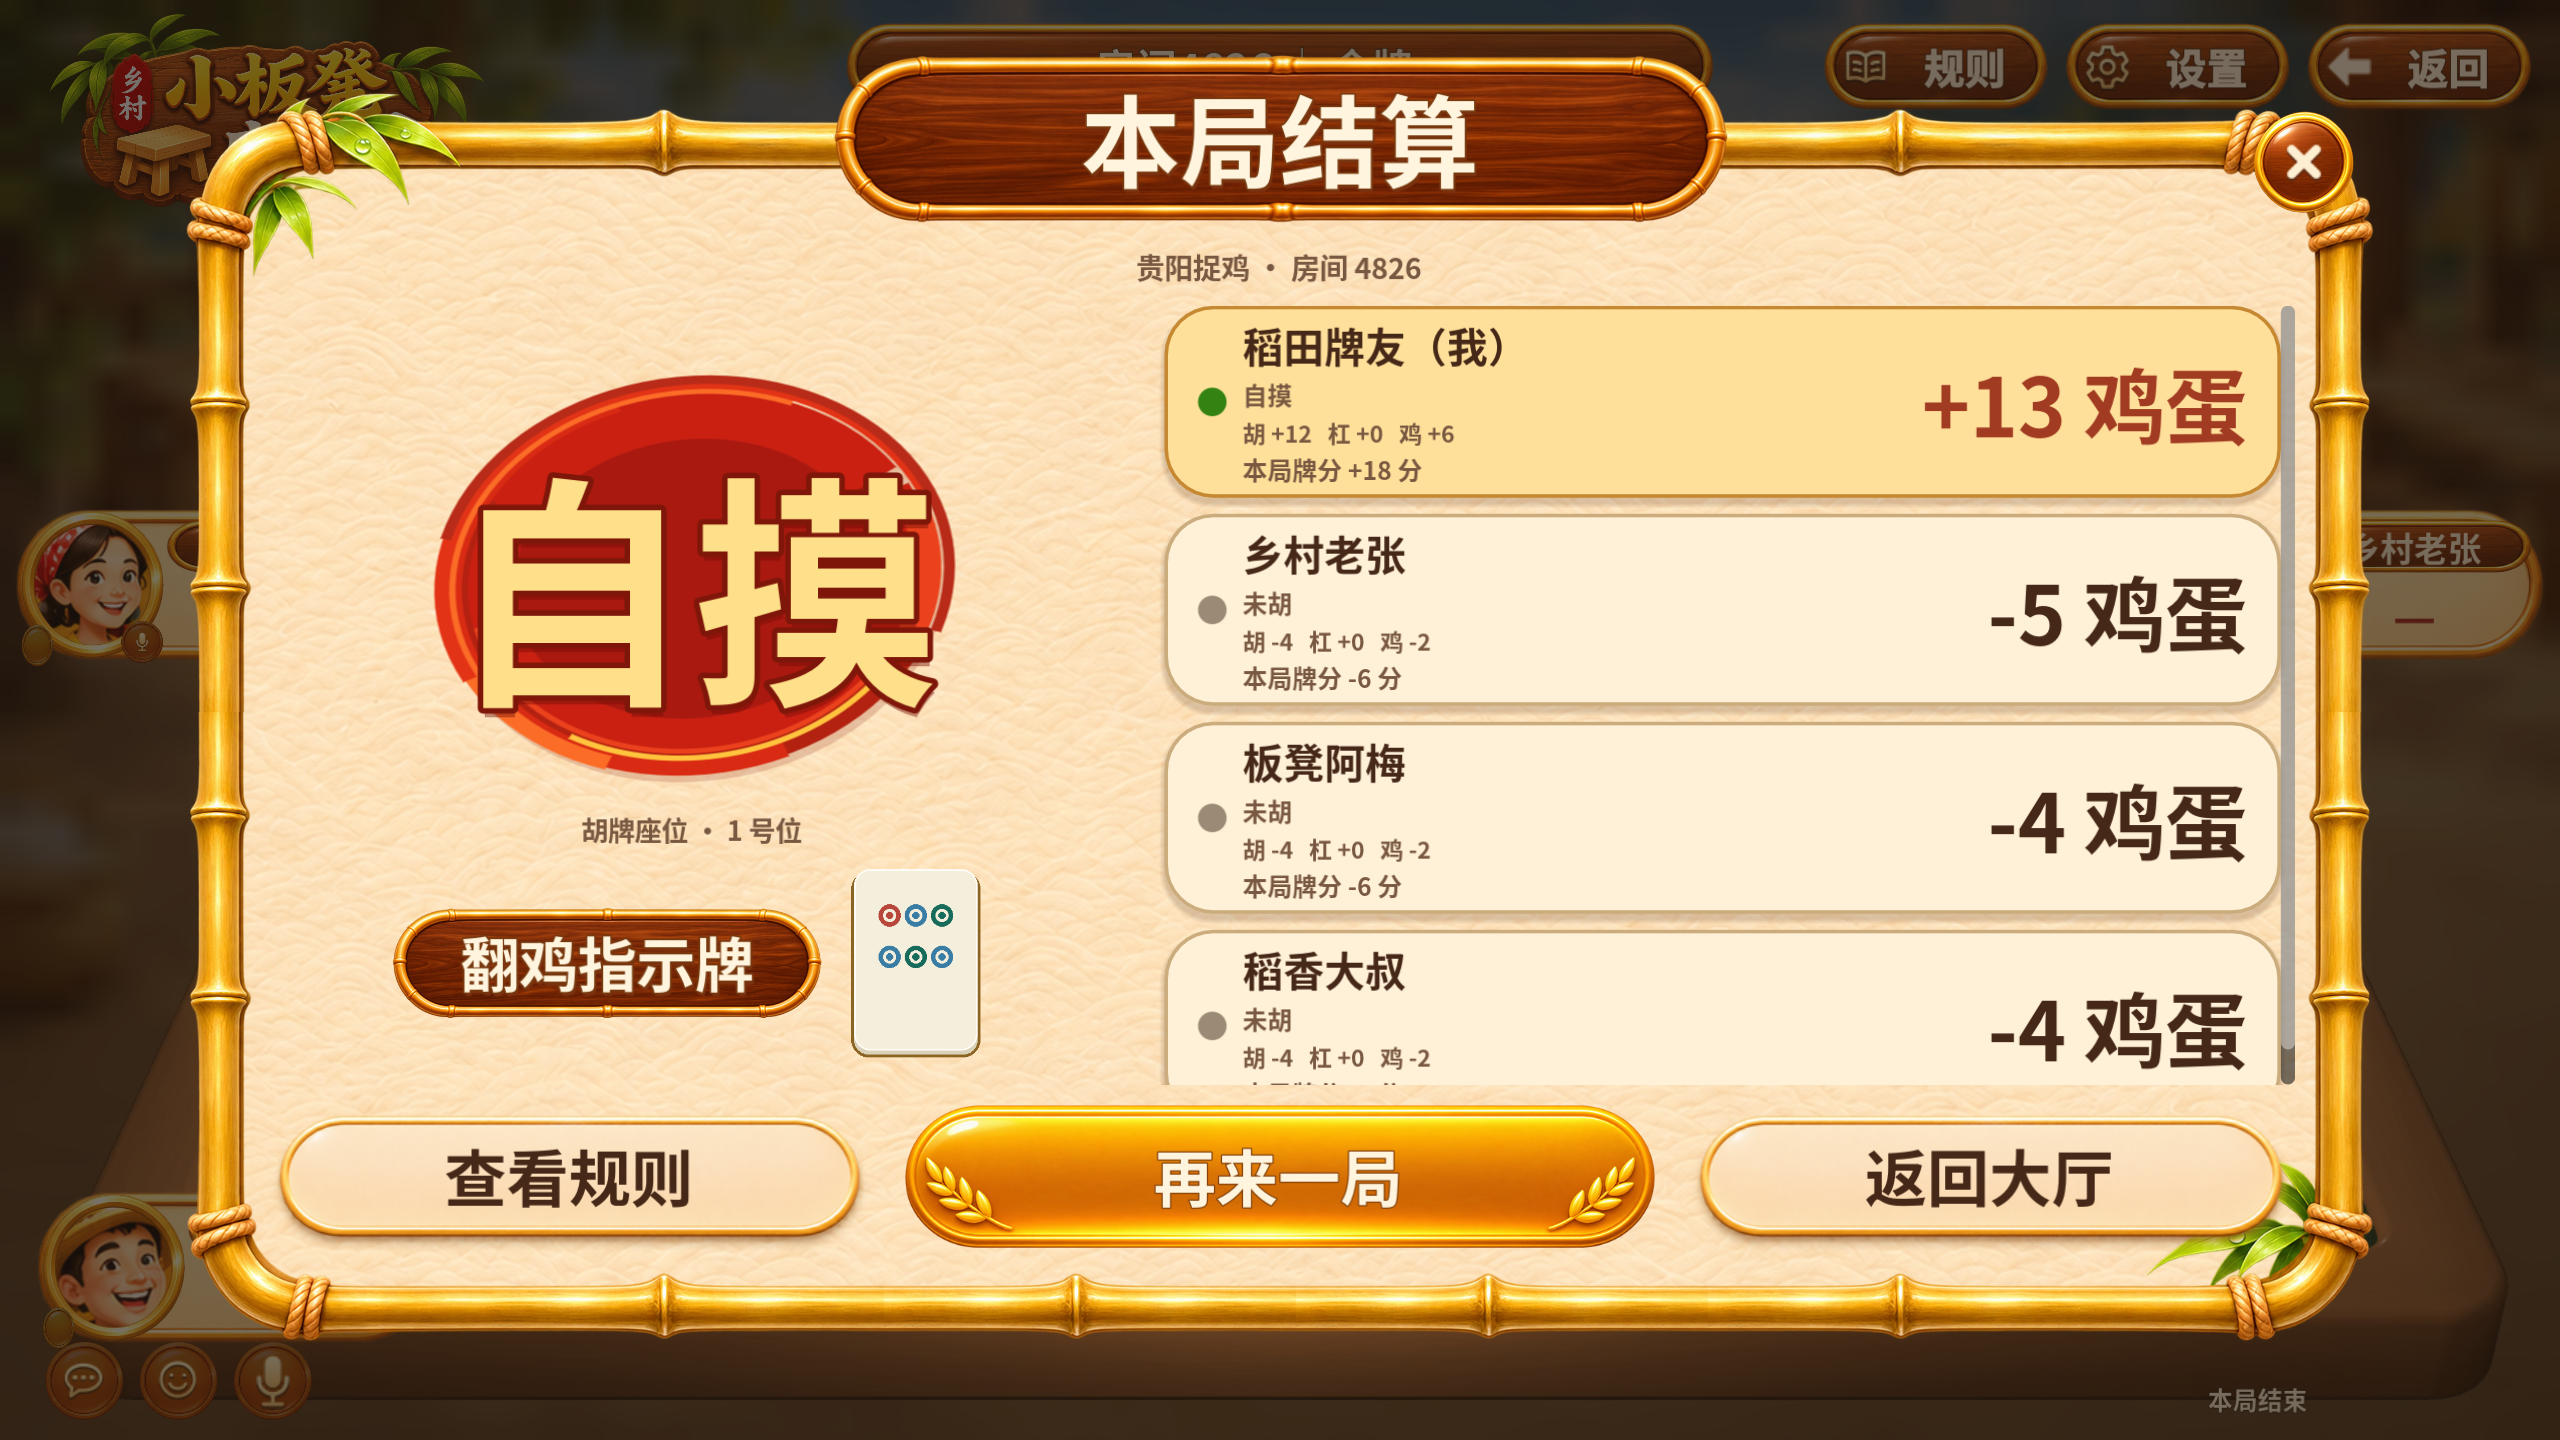 乡村
小板凳
规则
设置
返回
本局结算
贵阳捉鸡 · 房间 4826
稻田牌友（我）
自摸
胡 +12 杠 +0 鸡 +6
本局牌分 +18 分
+13 鸡蛋
乡村老张
未胡
胡 -4 杠 +0 鸡 -2
本局牌分 -6 分
-5 鸡蛋
板凳阿梅
未胡
胡 -4 杠 +0 鸡 -2
本局牌分 -6 分
-4 鸡蛋
稻香大叔
未胡
胡 -4 杠 +0 鸡 -2
-4 鸡蛋
自摸
胡牌座位 · 1 号位
翻鸡指示牌
乡村老张
查看规则
再来一局
返回大厅
本局结束